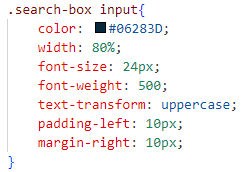 .search-box input{
color: #06283D;
width: 80%;
font-size: 24px;
font-weight: 500;
text-transform: uppercase;
padding-left: 10px;
margin-right: 10px;
}